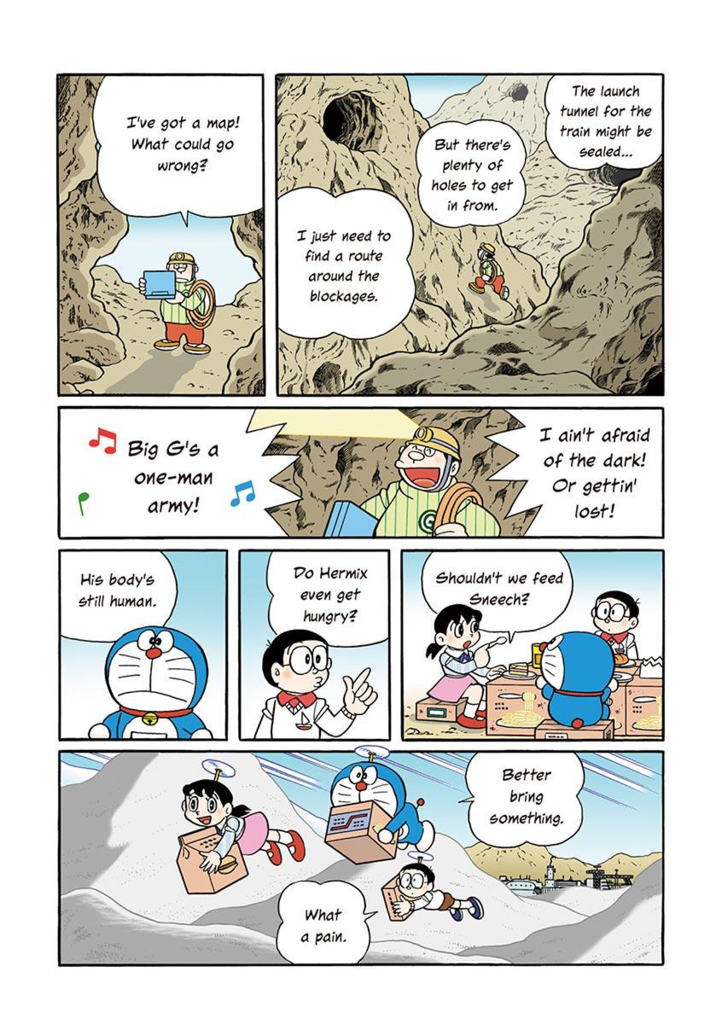 I've got a map!
What could go
wrong?
The launch
tunnel for the
train might be
sealed...
But there's
plenty of
holes to get
in from.
I just need to
find a route
around the
blockages.
Big G's a
one-man
army!
I ain't afraid
of the dark!
Or gettin'
lost!
His body's
still human.
Do Hermix
even get
hungry?
Shouldn't we feed
Sneech?
Better
bring
something.
What
a pain.